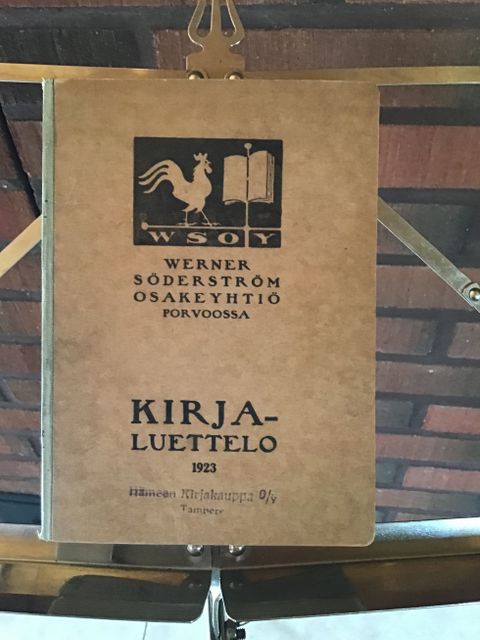 WSOY
WERNER
SÖDERSTRÖM
OSAKEYHTIÖ
PORVOOSSA
KIRJA-
LUETTELO
1923
Hämeen Kirjakauppa O/y
Tampere